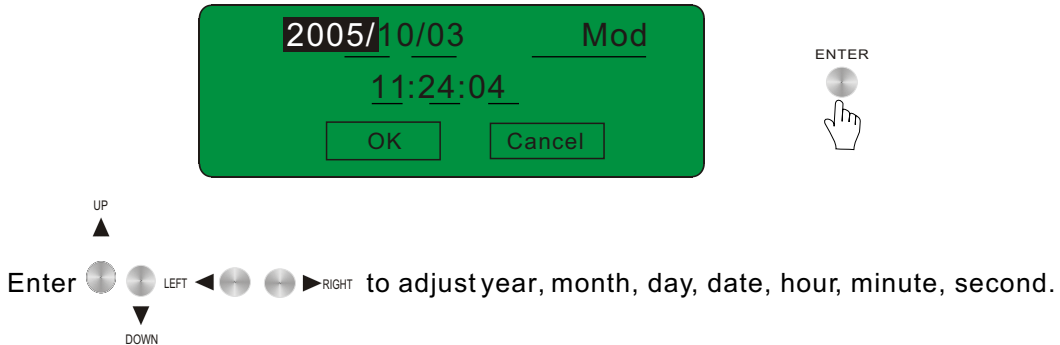 2005/10/03 Mod
ENTER
11:24:04
OK Cancel
UP
Enter LEFT RIGHT to adjust year, month, day, date, hour, minute, second.
DOWN